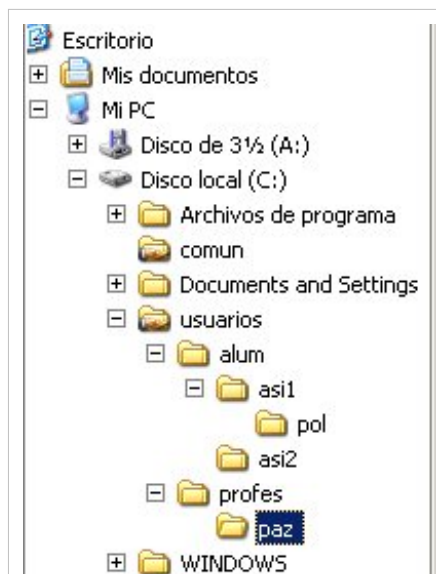 Escritorio
Mis documentos
Mi PC
Disco de 3½ (A:)
Disco local (C:)
Archivos de programa
comun
Documents and Settings
usuarios
alum
asi1
pol
asi2
profes
paz
WINDOWS